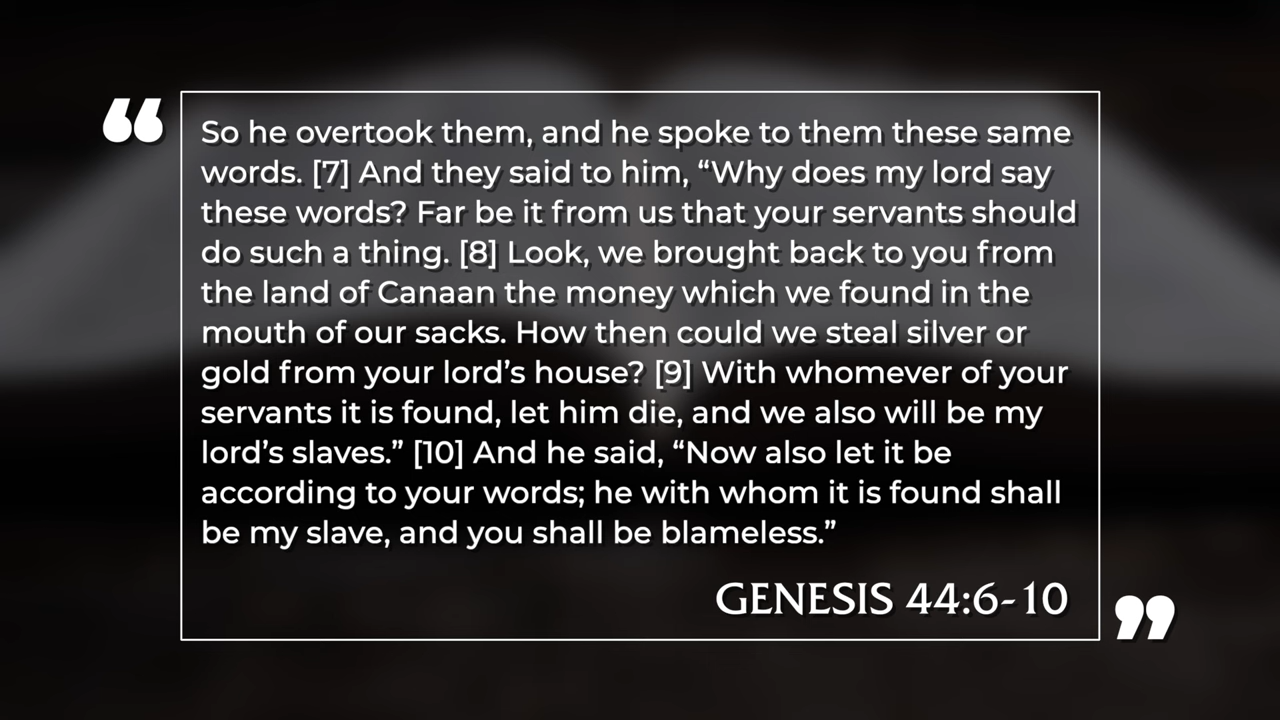 So he overtook them, and he spoke to them these same
words. [7] And they said to him, “Why does my lord say
these words? Far be it from us that your servants should
do such a thing. [8] Look, we brought back to you from
the land of Canaan the money which we found in the
mouth of our sacks. How then could we steal silver or
gold from your lord’s house? [9] With whomever of your
servants it is found, let him die, and we also will be my
lord’s slaves.” [10] And he said, “Now also let it be
according to your words; he with whom it is found shall
be my slave, and you shall be blameless.”
GENESIS 44:6-10